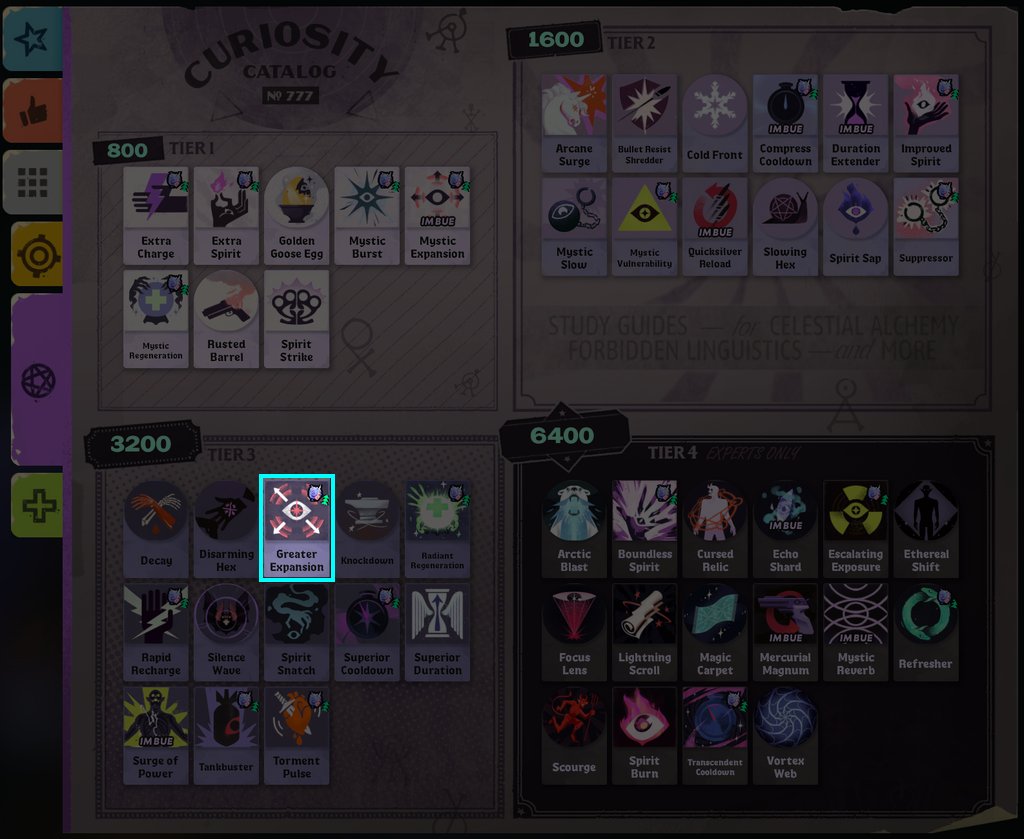 CURIOSITY
CATALOG
Nº 777
800
TIER 1
Extra
Charge
Extra
Spirit
Golden
Goose Egg
Mystic
Burst
IMBUE
Mystic
Expansion
Mystic
Regeneration
Rusted
Barrel
Spirit
Strike
1600
TIER 2
Arcane
Surge
Bullet Resist
Shredder
Cold Front
IMBUE
Compress
Cooldown
IMBUE
Duration
Extender
Improved
Spirit
Mystic
Slow
Mystic
Vulnerability
IMBUE
Quicksilver
Reload
Slowing
Hex
Spirit Sap
Suppressor
STUDY GUIDES — for CELESTIAL ALCHEMY
FORBIDDEN LINGUISTICS — and MORE
3200
TIER 3
Decay
Disarming
Hex
Greater
Expansion
Knockdown
Radiant
Regeneration
Rapid
Recharge
Silence
Wave
Spirit
Snatch
Superior
Cooldown
Superior
Duration
IMBUE
Surge of
Power
Tankbuster
Torment
Pulse
6400
TIER 4 EXPERTS ONLY
Arctic
Blast
Boundless
Spirit
Cursed
Relic
IMBUE
Echo
Shard
Escalating
Exposure
Ethereal
Shift
Focus
Lens
Lightning
Scroll
Magic
Carpet
IMBUE
Mercurial
Magnum
IMBUE
Mystic
Reverb
Refresher
Scourge
Spirit
Burn
Transcendent
Cooldown
Vortex
Web